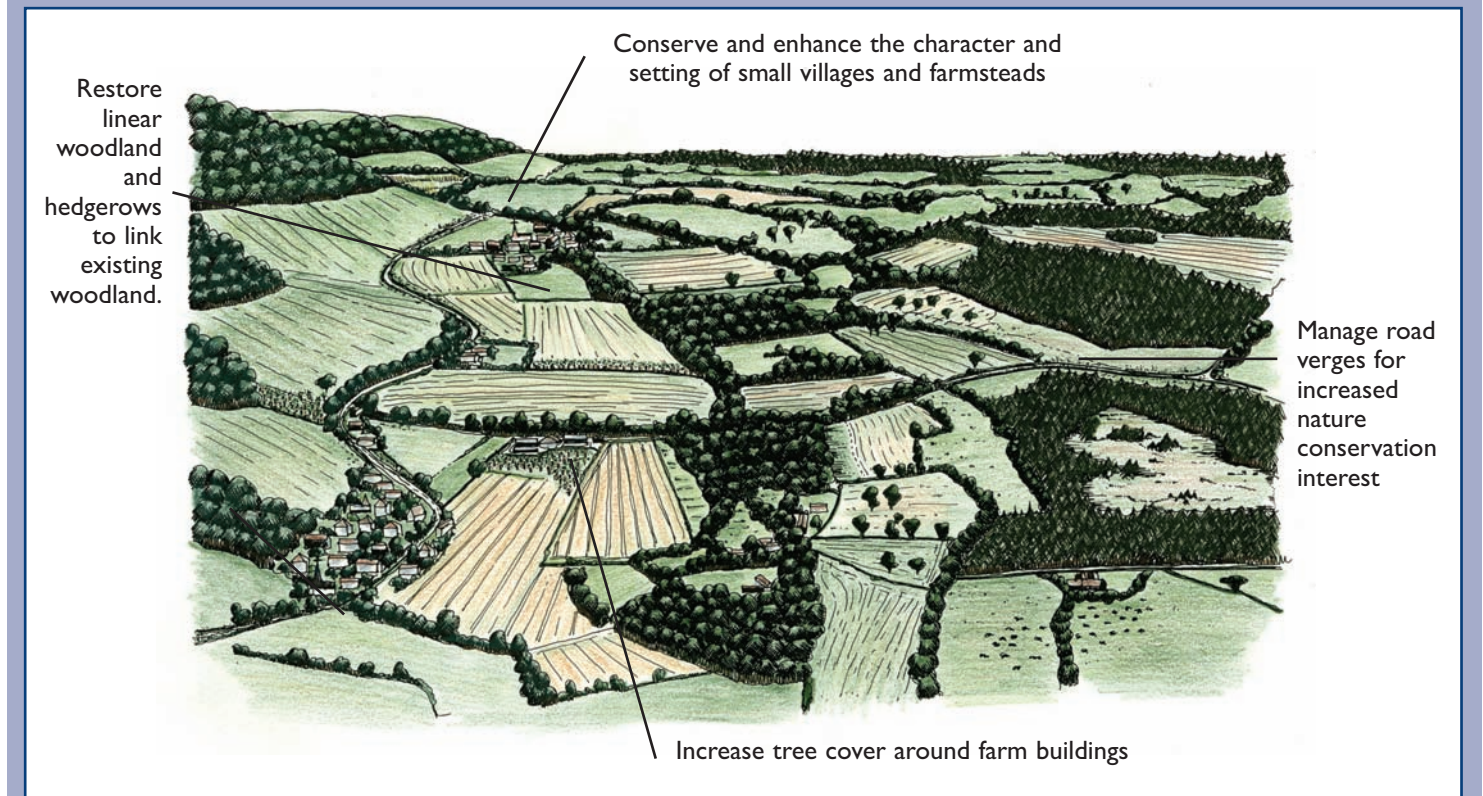 Conserve and enhance the character and
setting of small villages and farmsteads
Restore
linear
woodland
and
hedgerows
to link
existing
woodland.
Manage road
verges for
increased
nature
conservation
interest
Increase tree cover around farm buildings